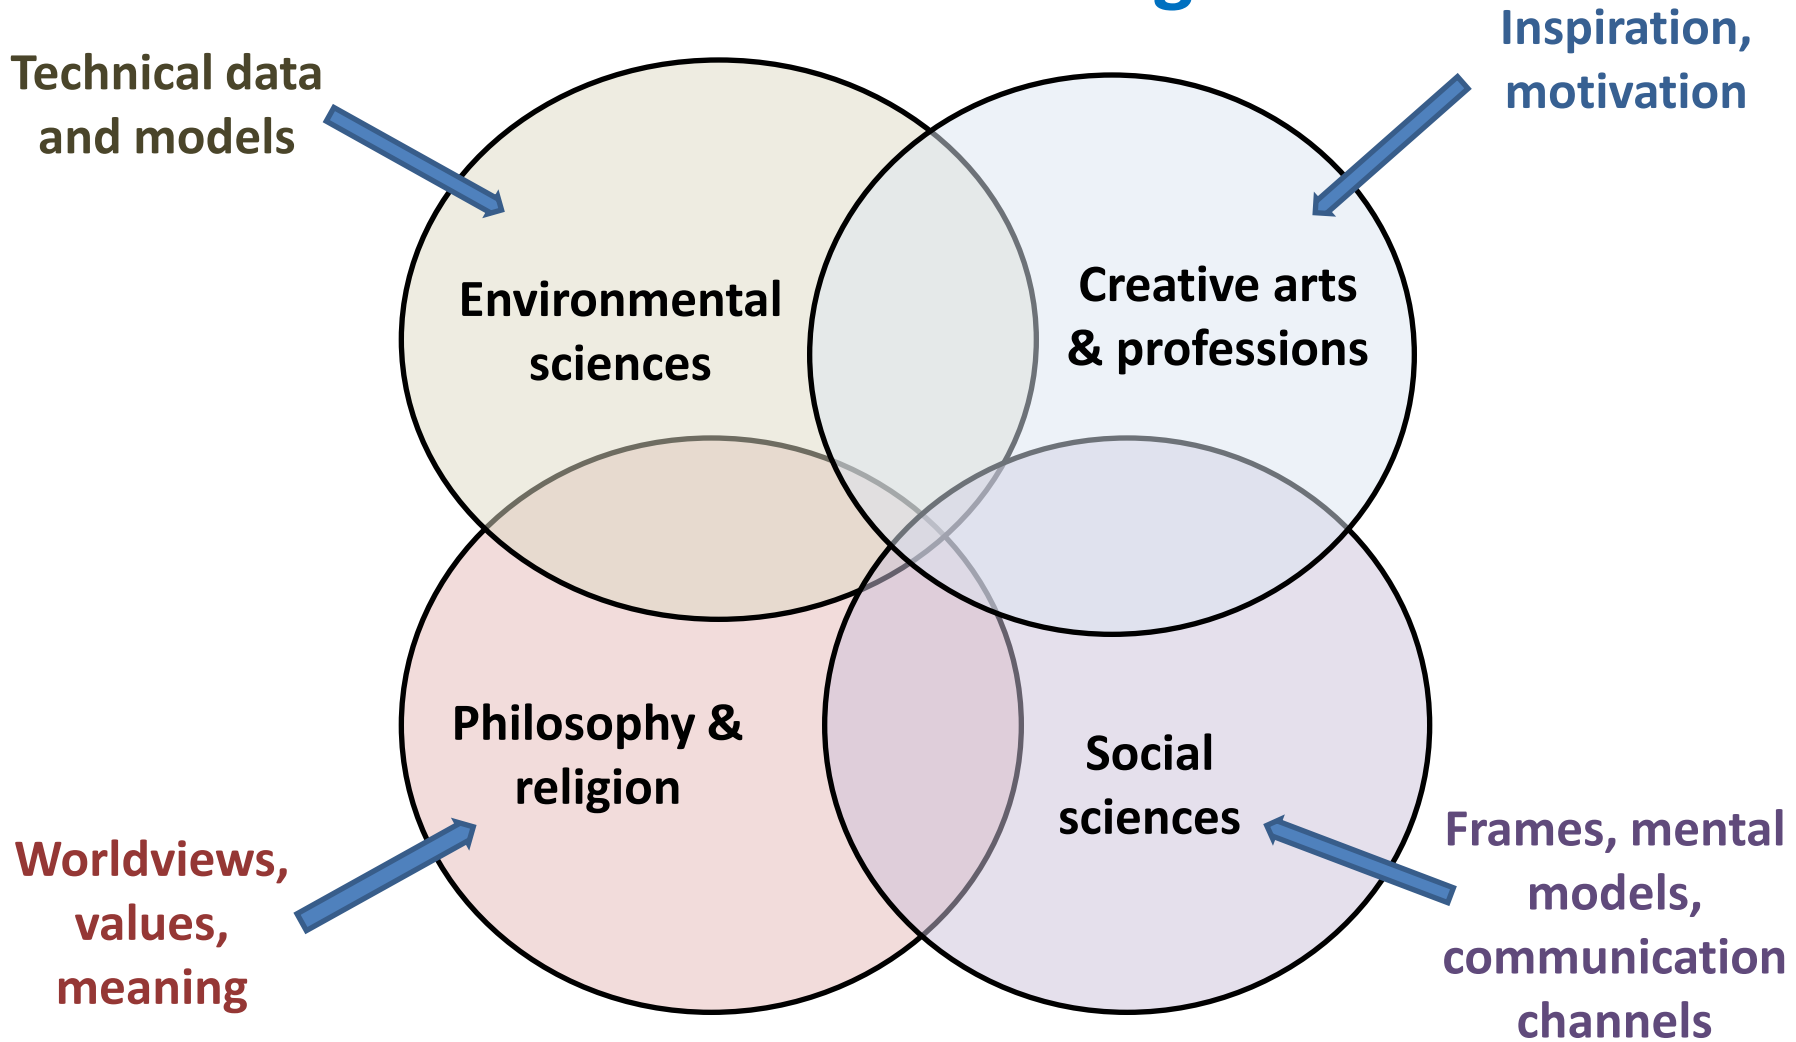 Technical data
and models
Inspiration,
motivation
Environmental
sciences
Creative arts
& professions
Philosophy &
religion
Social
sciences
Worldviews,
values,
meaning
Frames, mental
models,
communication
channels